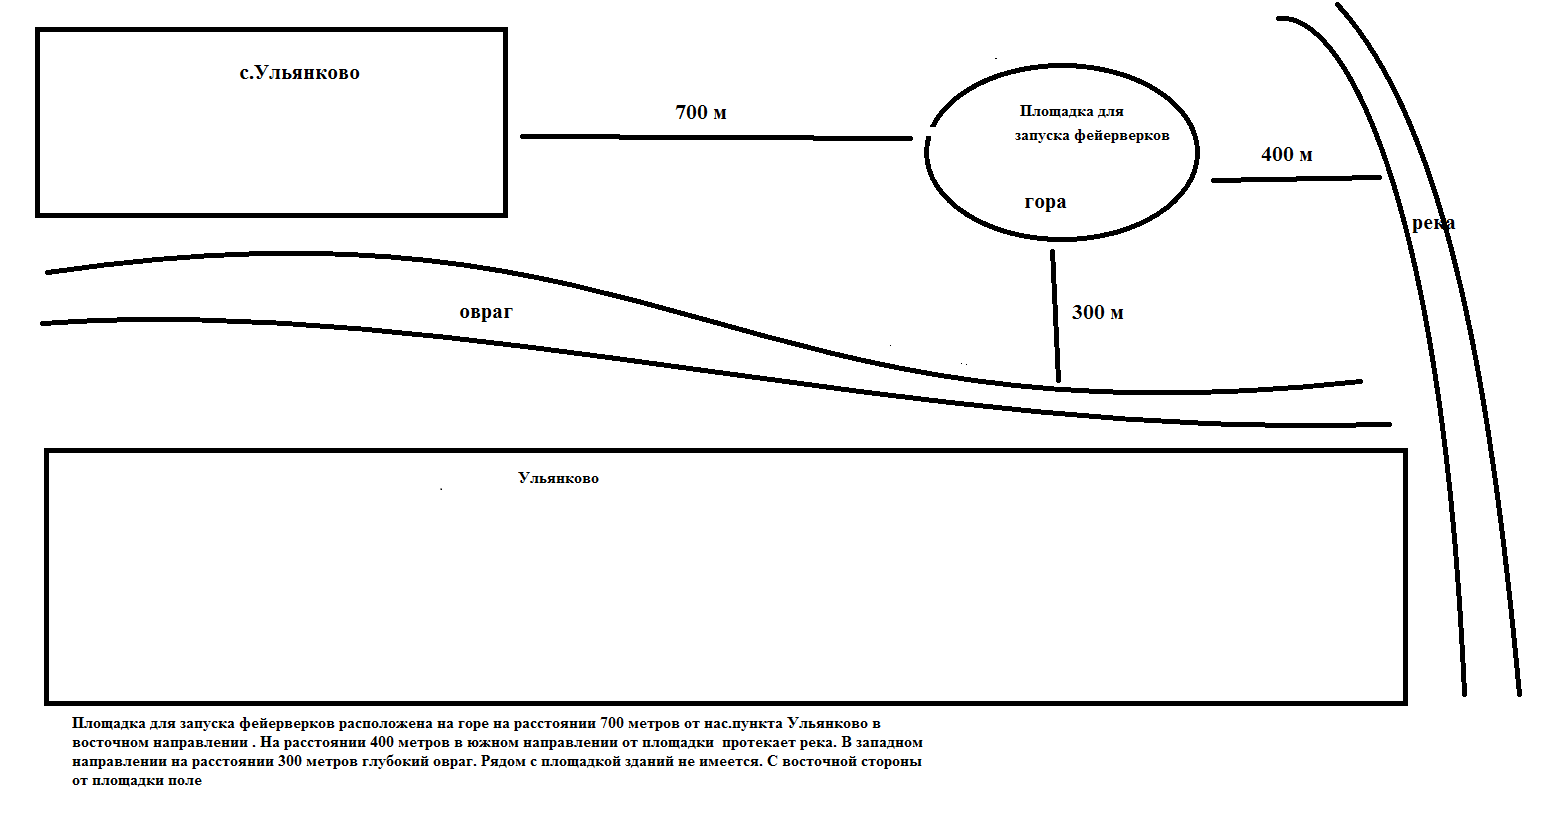 с.Ульянково
700 м
Площадка для
запуска фейерверков
400 м
гора
река
овраг
300 м
Ульянково
Площадка для запуска фейерверков расположена на горе на расстоянии 700 метров от нас.пункта Ульянково в
восточном направлении . На расстоянии 400 метров в южном направлении от площадки протекает река. В западном
направлении на расстоянии 300 метров глубокий овраг. Рядом с площадкой зданий не имеется. С восточной стороны
от площадки поле